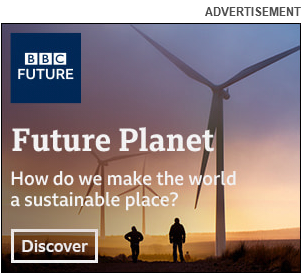 ADVERTISEMENT
BBC
FUTURE
Future Planet
How do we make the world
a sustainable place?
Discover